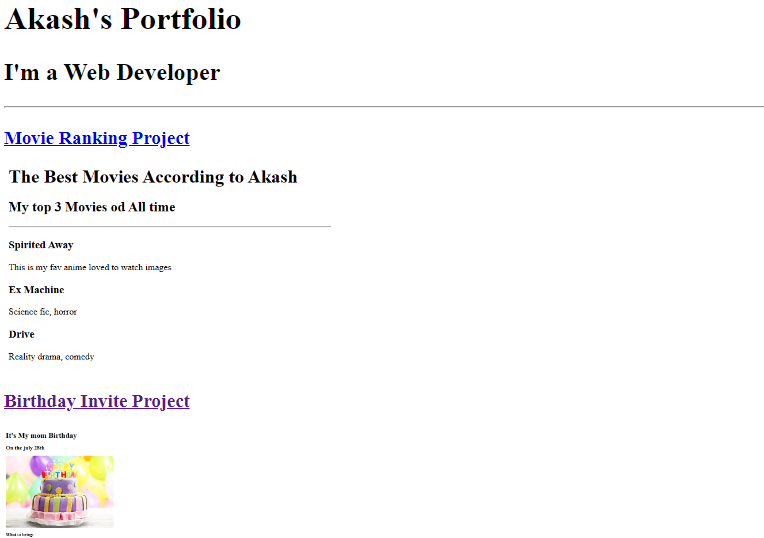 Akash's Portfolio
I'm a Web Developer
Movie Ranking Project
The Best Movies According to Akash
My top 3 Movies od All time
Spirited Away
This is my fav anime loved to watch images
Ex Machine
Science fic, horror
Drive
Reality drama, comedy
Birthday Invite Project
It's My mom Birthday
On the july 28th
BIRTHDA
What to bring: